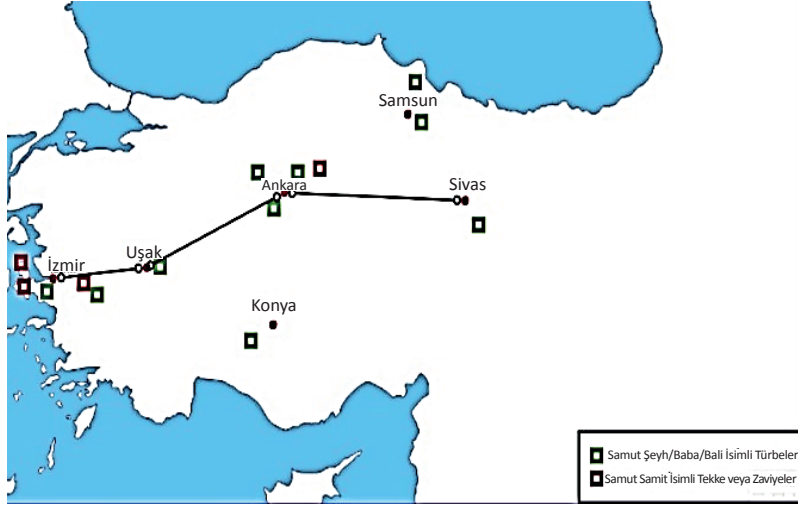 Samsun
Ankara
Sivas
Uşak
İzmir
Konya
Samut Şeyh/Baba/Bali İsimli Türbeler
Samut Samit İsimli Tekke veya Zaviyeler